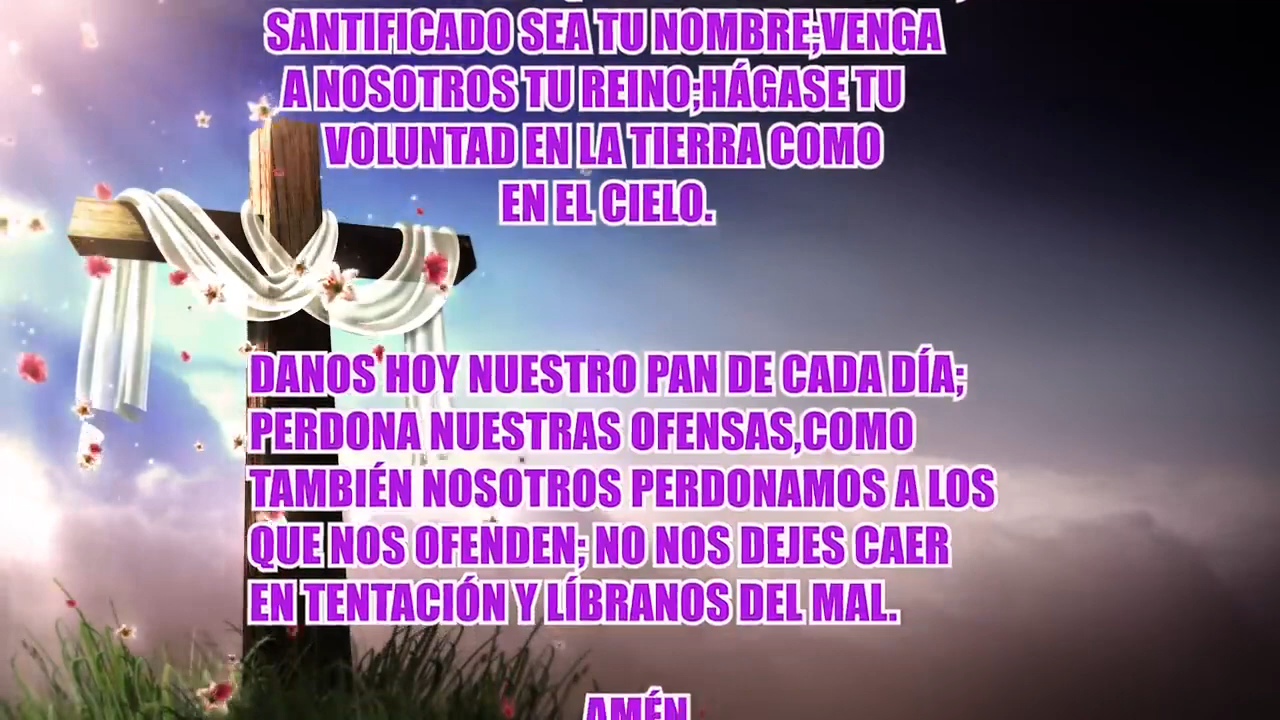 SANTIFICADO SEA TU NOMBRE;VENGA
A NOSOTROS TU REINO;HÁGASE TU
VOLUNTAD EN LA TIERRA COMO
EN EL CIELO.
DANOS HOY NUESTRO PAN DE CADA DÍA;
PERDONA NUESTRAS OFENSAS,COMO
TAMBIÉN NOSOTROS PERDONAMOS A LOS
QUE NOS OFENDEN; NO NOS DEJES CAER
EN TENTACIÓN Y LÍBRANOS DEL MAL.
AMÉN